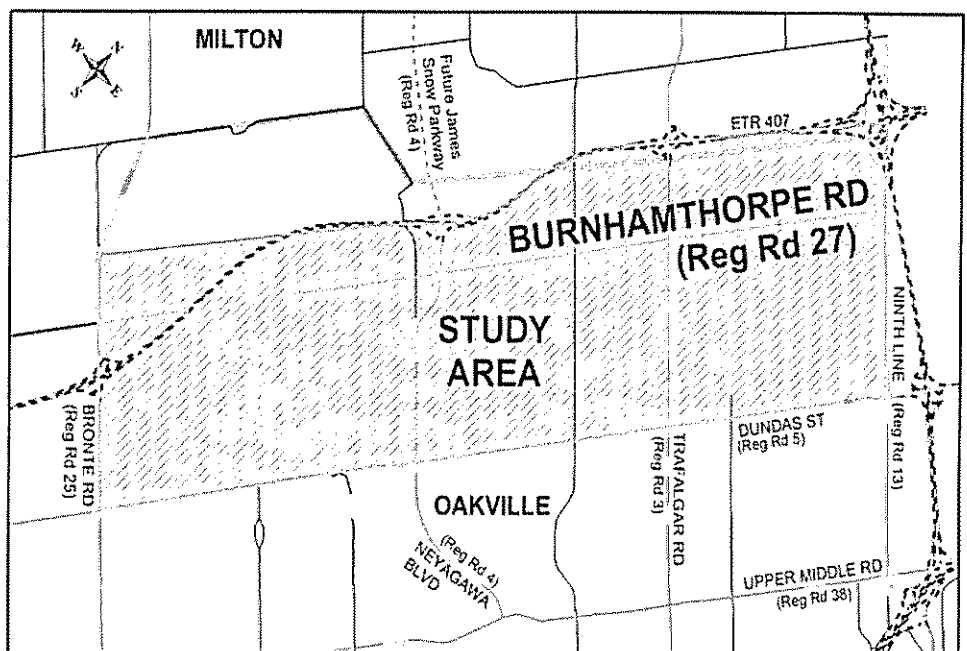 MILTON
W
N
S
E
Future James
Snow Parkway
(Reg Rd 4)
ETR 407
BURNHAMTHORPE RD
(Reg Rd 27)
STUDY
AREA
NINTH LINE
(Reg Rd 13)
BRONTE RD
(Reg Rd 25)
DUNDAS ST
(Reg Rd 5)
TRAFALGAR RD
(Reg Rd 3)
OAKVILLE
(Reg Rd 4)
NEYAGAWA
BLVD
UPPER MIDDLE RD
(Reg Rd 38)